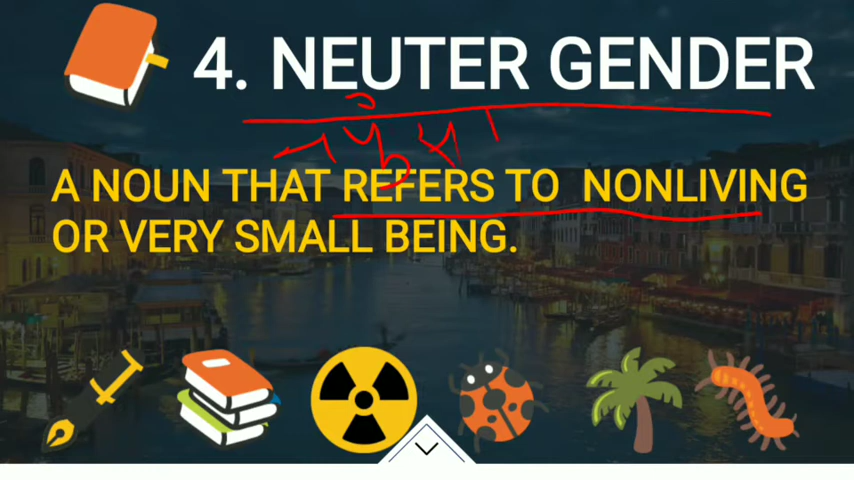 4. NEUTER GENDER
A NOUN THAT REFERS TO NONLIVING
OR VERY SMALL BEING.